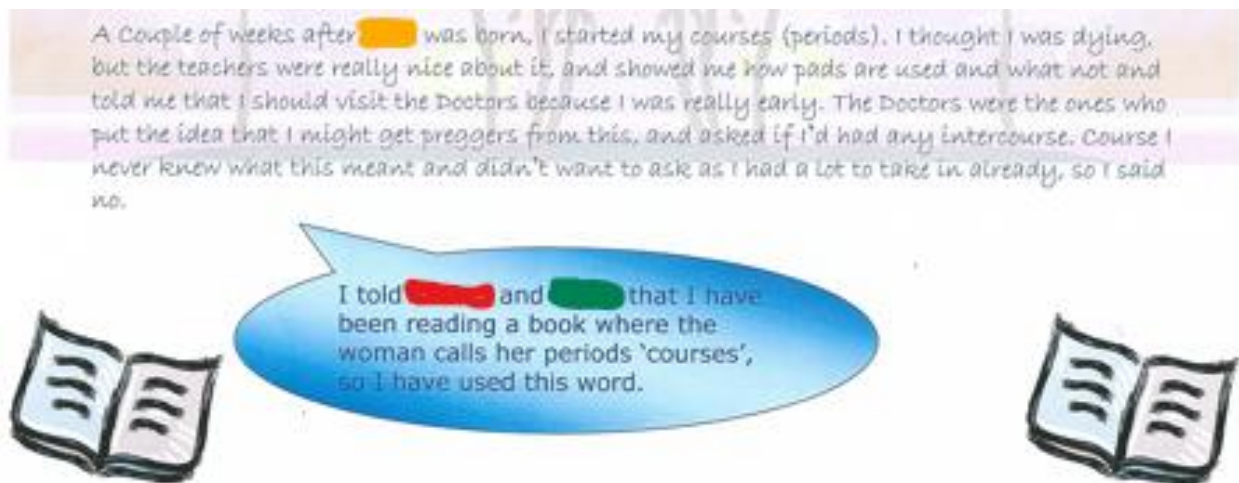 A Couple of weeks after was born, I started my courses (periods). I thought I was dying,
but the teachers were really nice about it, and showed me how pads are used and what not and
told me that I should visit the Doctors because I was really early. The Doctors were the ones who
put the idea that I might get preggers from this, and asked if I'd had any intercourse. Course I
never knew what this meant and didn't want to ask as I had a lot to take in already, so I said
no.
I told and that I have
been reading a book where the
woman calls her periods 'courses',
so I have used this word.